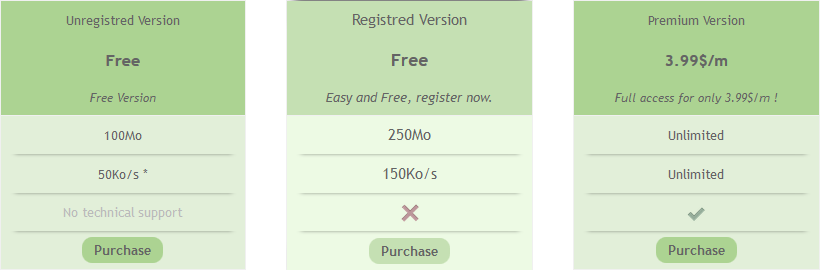 Unregistred Version
Free
Free Version
100Mo
50Ko/s *
No technical support
Purchase
Registred Version
Free
Easy and Free, register now.
250Mo
150Ko/s
Purchase
Premium Version
3.99$/m
Full access for only 3.99$/m !
Unlimited
Unlimited
Purchase